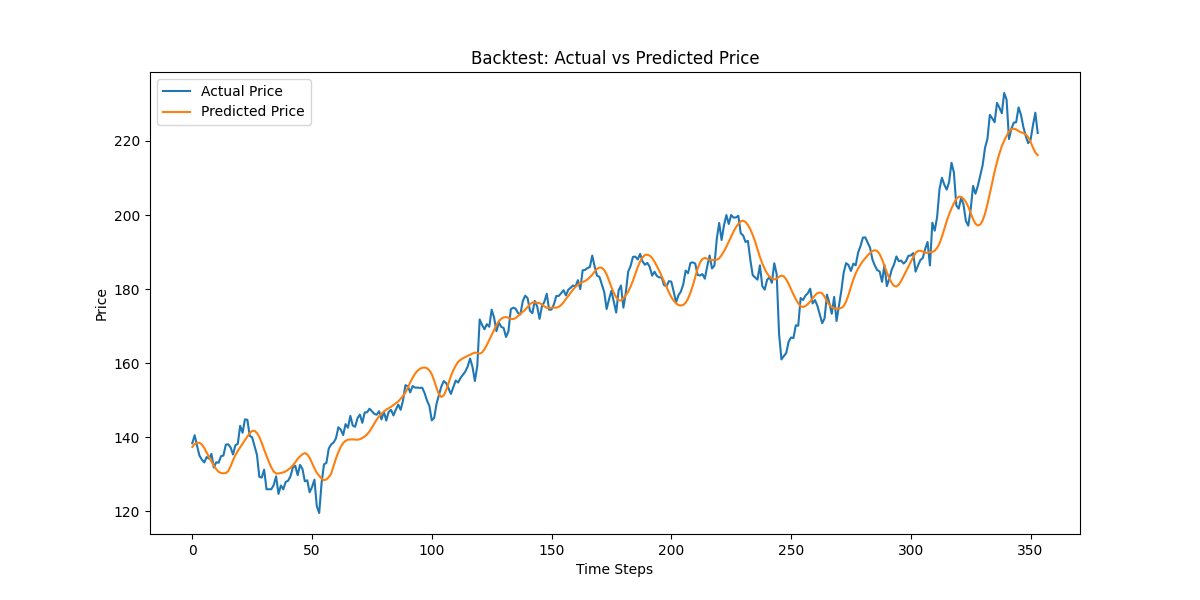 Backtest: Actual vs Predicted Price
Actual Price
Predicted Price
Price
220
200
180
160
140
120
0 50 100 150 200 250 300 350
Time Steps